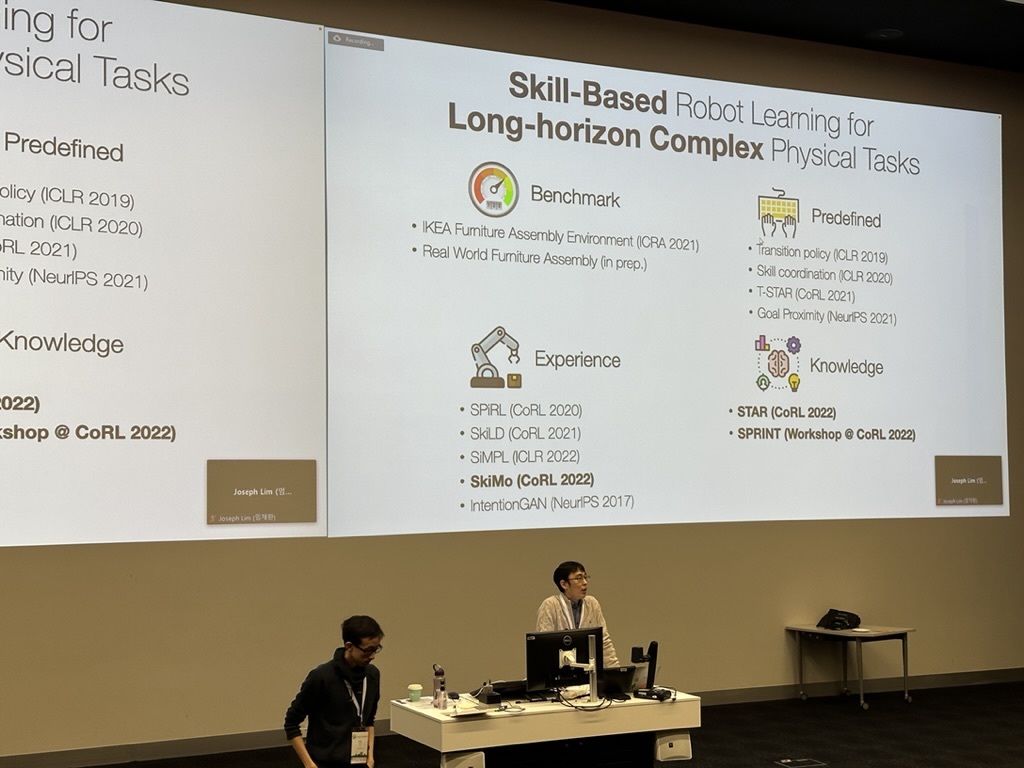 ing for
ysical Tasks
Predefined
olicy (ICLR 2019)
nation (ICLR 2020)
RL 2021)
nity (NeurIPS 2021)
Knowledge
2022)
kshop @ CoRL 2022)
Joseph Lim (임...
Joseph Lim (임재환)
Recording...
Skill-Based Robot Learning for
Long-horizon Complex Physical Tasks
Benchmark
• IKEA Furniture Assembly Environment (ICRA 2021)
• Real World Furniture Assembly (in prep.)
Predefined
• Transition policy (ICLR 2019)
• Skill coordination (ICLR 2020)
• T-STAR (CoRL 2021)
• Goal Proximity (NeurIPS 2021)
Experience
• SPiRL (CoRL 2020)
• SkiLD (CoRL 2021)
• SiMPL (ICLR 2022)
• SkiMo (CoRL 2022)
• IntentionGAN (NeurIPS 2017)
Knowledge
• STAR (CoRL 2022)
• SPRINT (Workshop @ CoRL 2022)
Joseph Lim (임...
Joseph Lim (임재환)
DELL